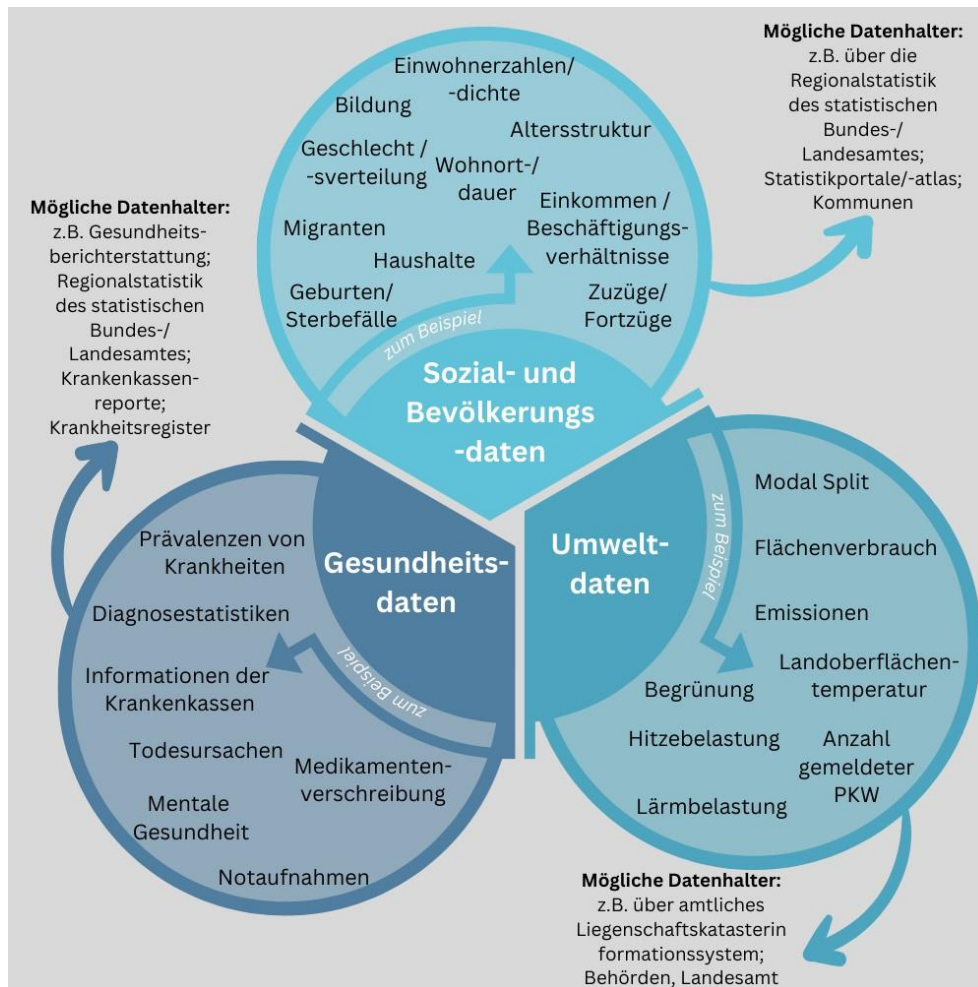 Mögliche Datenhalter:
z.B. über die
Regionalstatistik
des statistischen
Bundes-/
Landesamtes;
Statistikportale/-atlas;
Kommunen
Einwohnerzahlen/
-dichte
Bildung
Altersstruktur
Geschlecht /
-sverteilung
Wohnort-/
dauer
Einkommen /
Beschäftigungs-
verhältnisse
Migranten
Haushalte
Geburten/
Sterbefälle
Zuzüge/
Fortzüge
zum Beispiel
Sozial- und
Bevölkerungs
-daten
Mögliche Datenhalter:
z.B. Gesundheits-
berichterstattung;
Regionalstatistik
des statistischen
Bundes-/
Landesamtes;
Krankenkassen-
reporte;
Krankheitsregister
Gesundheits-
daten
zum Beispiel
Prävalenzen von
Krankheiten
Diagnosestatistiken
Informationen der
Krankenkassen
Todesursachen
Medikamenten-
verschreibung
Mentale
Gesundheit
Notaufnahmen
Umwelt-
daten
zum Beispiel
Modal Split
Flächenverbrauch
Emissionen
Landoberflächen-
temperatur
Begrünung
Hitzebelastung
Anzahl
gemeldeter
PKW
Lärmbelastung
Mögliche Datenhalter:
z.B. über amtliches
Liegenschaftskatasterin
formationssystem;
Behörden, Landesamt